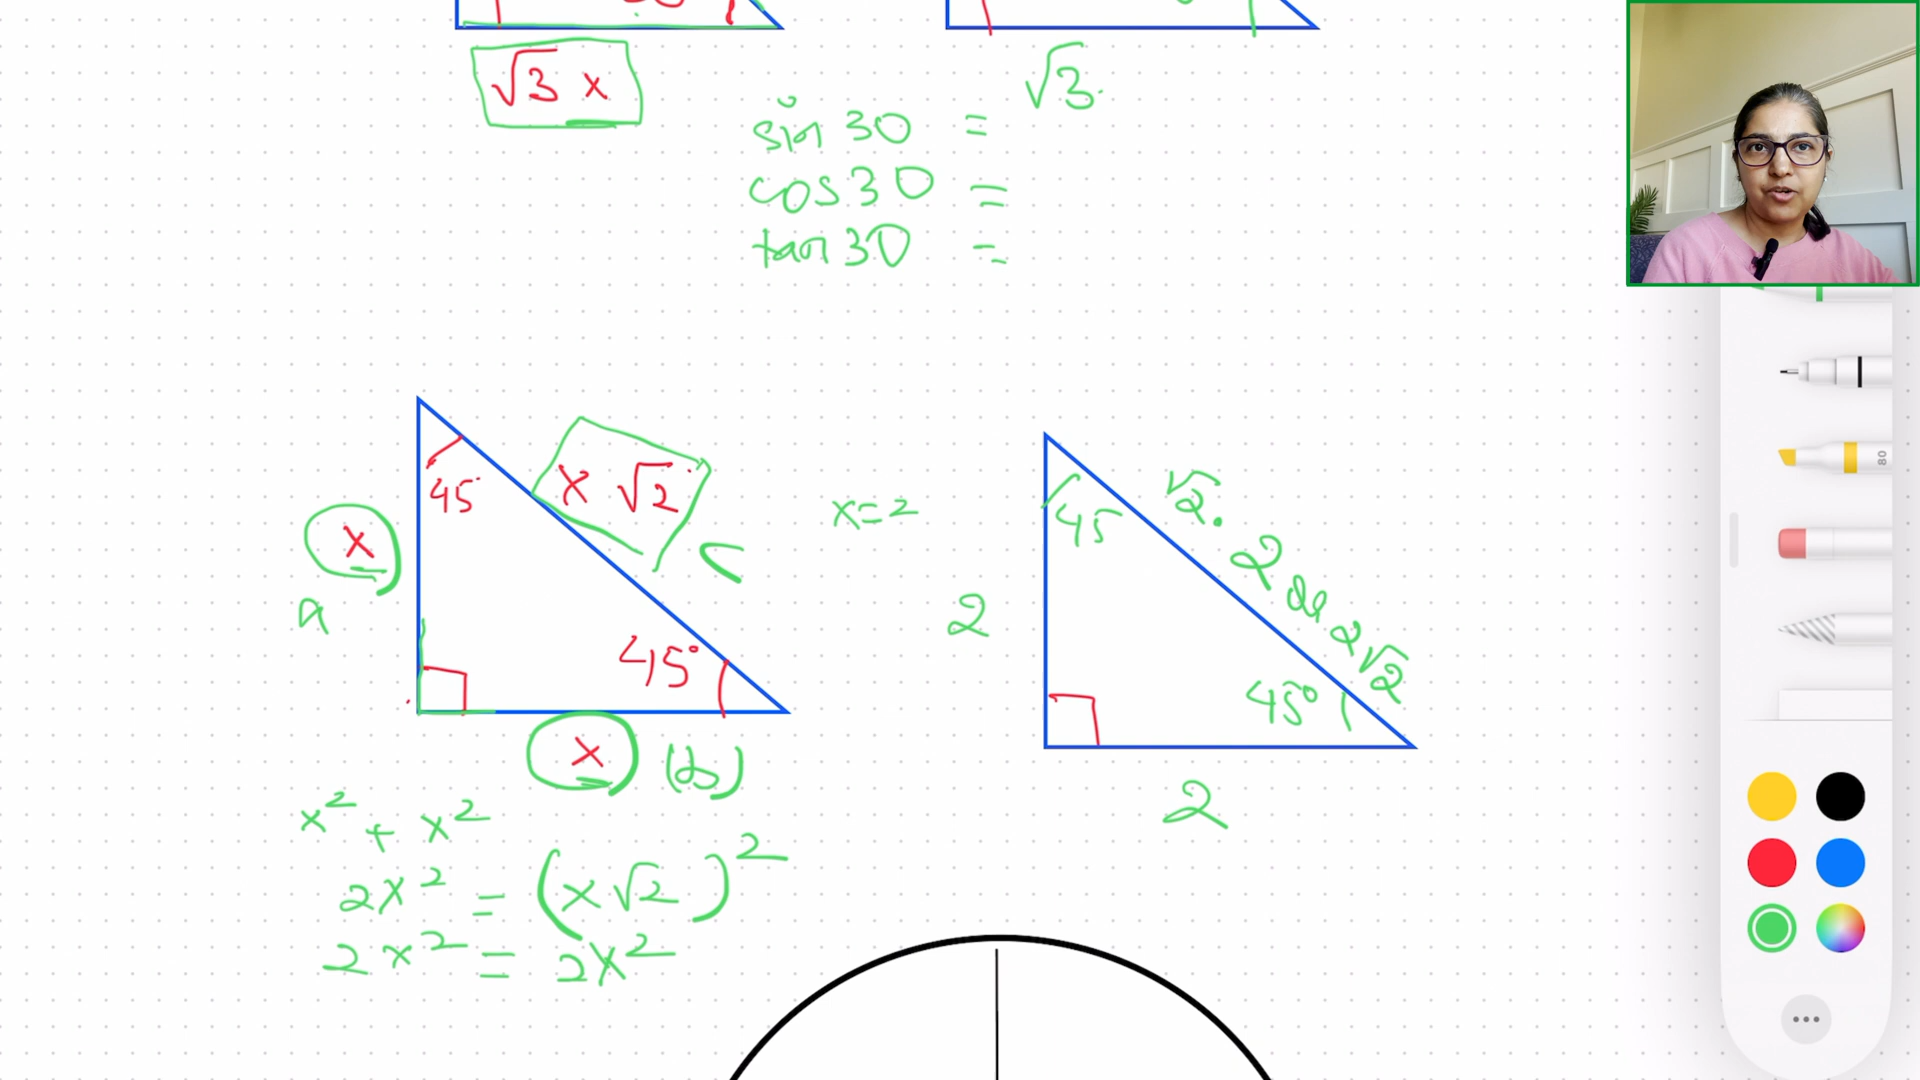 √3 x
√3.
sin 30 =
cos 30 =
tan 30 =
45°
x √2
x
c
a
45°
x (b)
x² + x²
2x² = (x√2)²
2x² = 2x²
x=2
45
√2. 2 or 2√2
2
45°
2
80